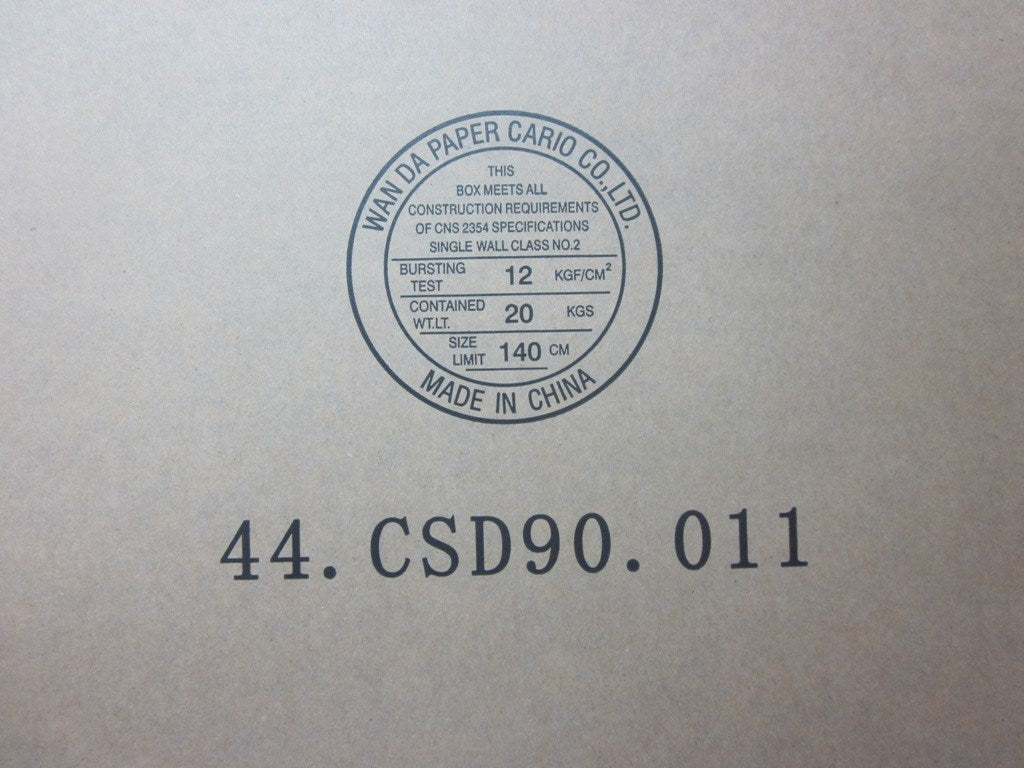 WAN DA PAPER CARIO CO.,LTD.
THIS
BOX MEETS ALL
CONSTRUCTION REQUIREMENTS
OF CNS 2354 SPECIFICATIONS
SINGLE WALL CLASS NO.2
BURSTING TEST 12 KGF/CM²
CONTAINED WT.LT. 20 KGS
SIZE LIMIT 140 CM
MADE IN CHINA
44.CSD90.011